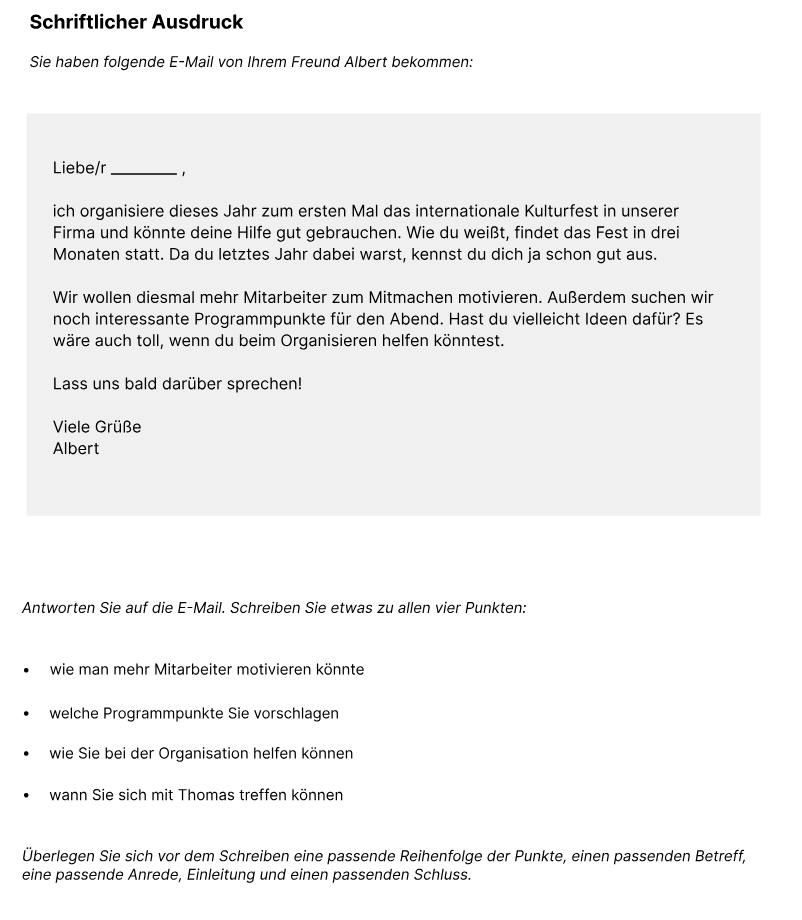 Schriftlicher Ausdruck
Sie haben folgende E-Mail von Ihrem Freund Albert bekommen:
Liebe/r ________ ,
ich organisiere dieses Jahr zum ersten Mal das internationale Kulturfest in unserer
Firma und könnte deine Hilfe gut gebrauchen. Wie du weißt, findet das Fest in drei
Monaten statt. Da du letztes Jahr dabei warst, kennst du dich ja schon gut aus.
Wir wollen diesmal mehr Mitarbeiter zum Mitmachen motivieren. Außerdem suchen wir
noch interessante Programmpunkte für den Abend. Hast du vielleicht Ideen dafür? Es
wäre auch toll, wenn du beim Organisieren helfen könntest.
Lass uns bald darüber sprechen!
Viele Grüße
Albert
Antworten Sie auf die E-Mail. Schreiben Sie etwas zu allen vier Punkten:
• wie man mehr Mitarbeiter motivieren könnte
• welche Programmpunkte Sie vorschlagen
• wie Sie bei der Organisation helfen können
• wann Sie sich mit Thomas treffen können
Überlegen Sie sich vor dem Schreiben eine passende Reihenfolge der Punkte, einen passenden Betreff,
eine passende Anrede, Einleitung und einen passenden Schluss.